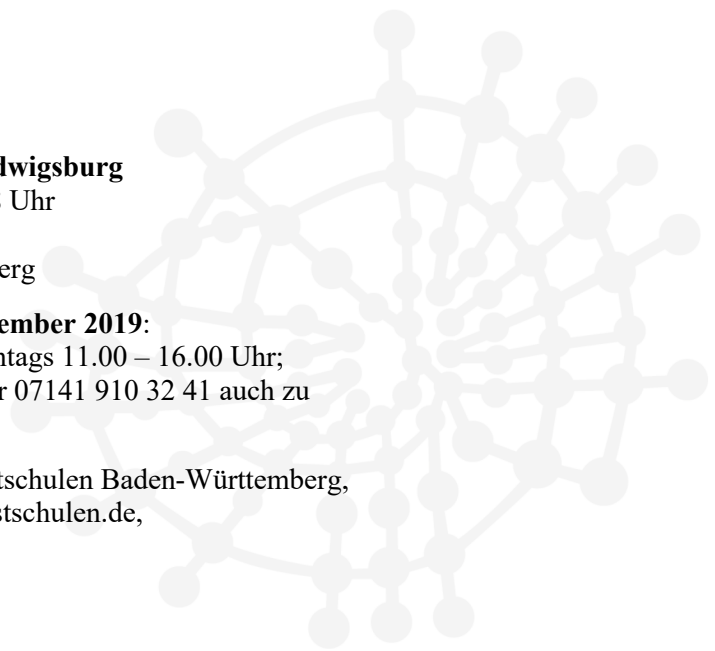 dwigsburg
Uhr
erg
ember 2019:
ntags 11.00 – 16.00 Uhr;
r 07141 910 32 41 auch zu
tschulen Baden-Württemberg,
stschulen.de,